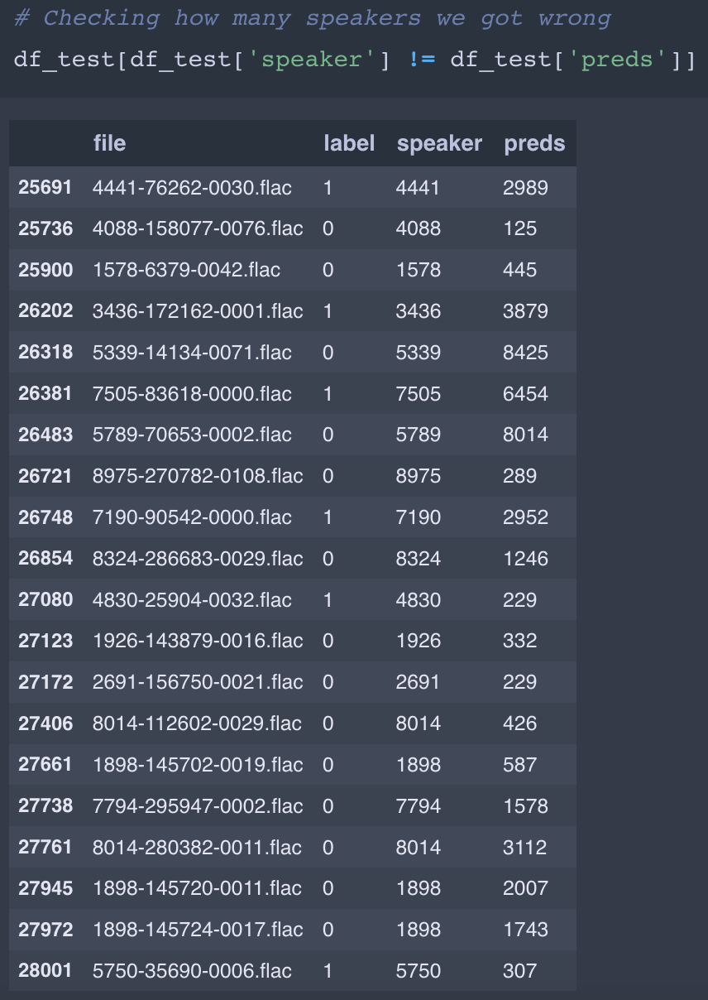 # Checking how many speakers we got wrong
df_test[df_test['speaker'] != df_test['preds']]
file label speaker preds
25691 4441-76262-0030.flac 1 4441 2989
25736 4088-158077-0076.flac 0 4088 125
25900 1578-6379-0042.flac 0 1578 445
26202 3436-172162-0001.flac 1 3436 3879
26318 5339-14134-0071.flac 0 5339 8425
26381 7505-83618-0000.flac 1 7505 6454
26483 5789-70653-0002.flac 0 5789 8014
26721 8975-270782-0108.flac 0 8975 289
26748 7190-90542-0000.flac 1 7190 2952
26854 8324-286683-0029.flac 0 8324 1246
27080 4830-25904-0032.flac 1 4830 229
27123 1926-143879-0016.flac 0 1926 332
27172 2691-156750-0021.flac 0 2691 229
27406 8014-112602-0029.flac 0 8014 426
27661 1898-145702-0019.flac 0 1898 587
27738 7794-295947-0002.flac 0 7794 1578
27761 8014-280382-0011.flac 0 8014 3112
27945 1898-145720-0011.flac 0 1898 2007
27972 1898-145724-0017.flac 0 1898 1743
28001 5750-35690-0006.flac 1 5750 307